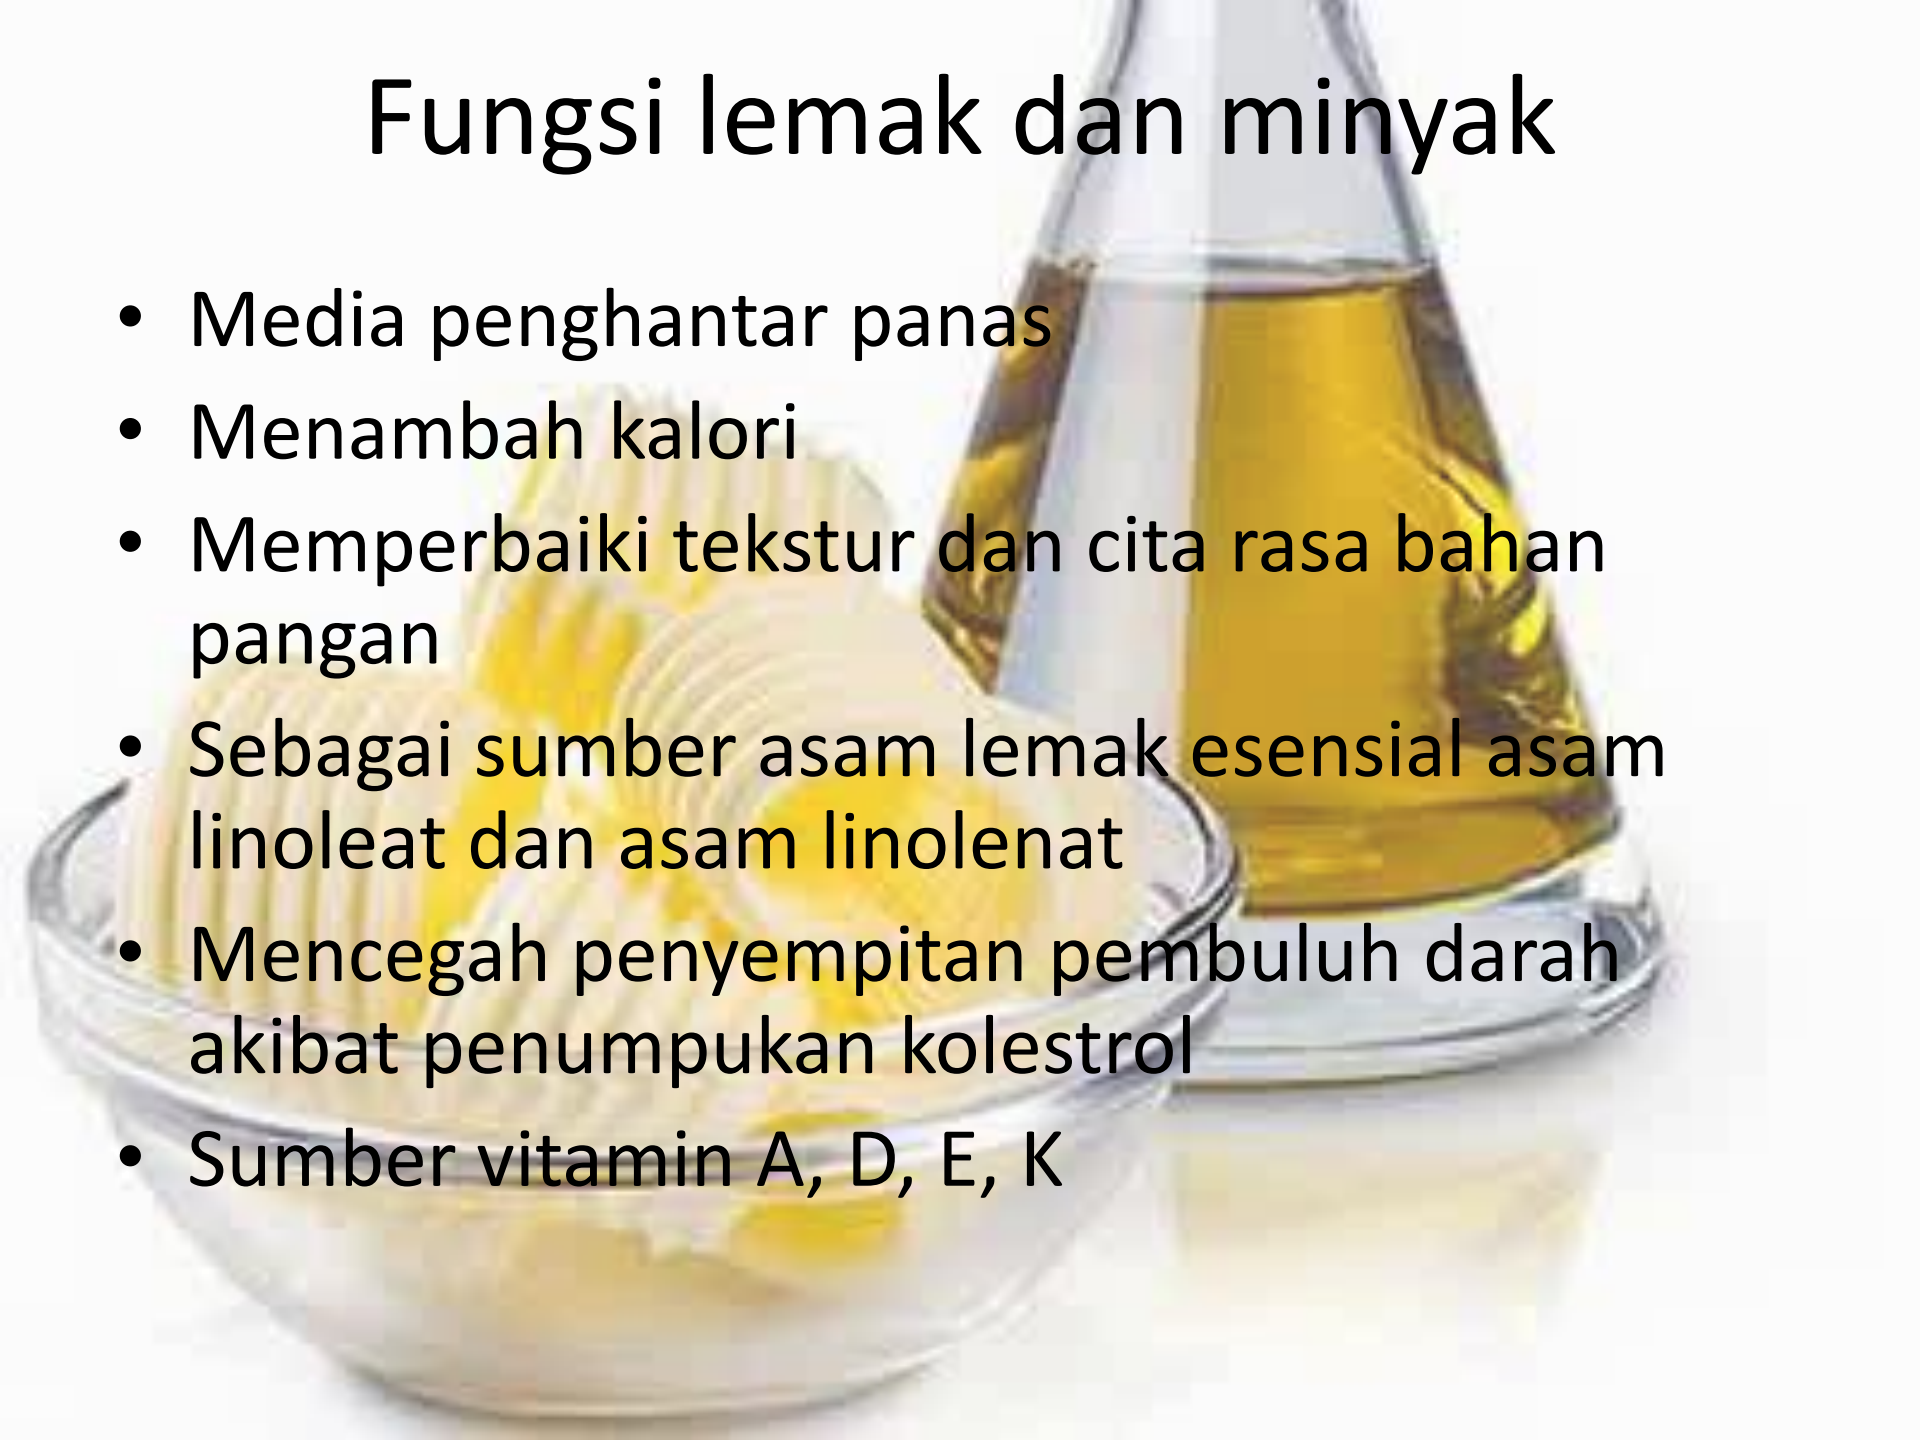 Fungsi lemak dan minyak
• Media penghantar panas
• Menambah kalori
• Memperbaiki tekstur dan cita rasa bahan
pangan
• Sebagai sumber asam lemak esensial asam
linoleat dan asam linolenat
• Mencegah penyempitan pembuluh darah
akibat penumpukan kolestrol
• Sumber vitamin A, D, E, K